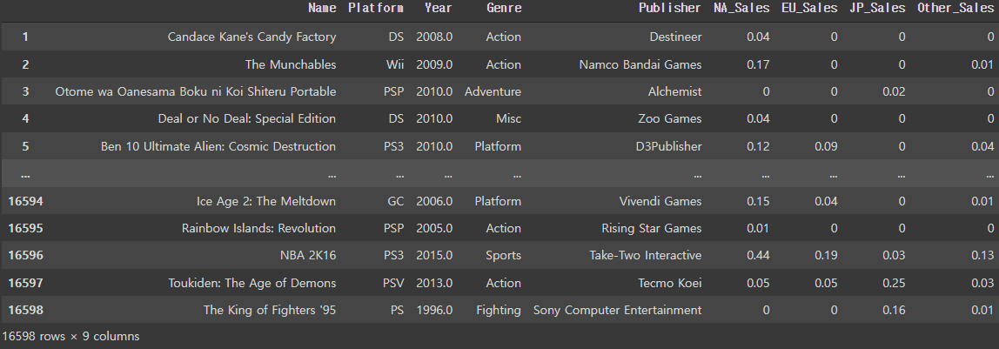 Name Platform Year Genre Publisher NA_Sales EU_Sales JP_Sales Other_Sales
1 Candace Kane's Candy Factory DS 2008.0 Action Destineer 0.04 0 0 0
2 The Munchables Wii 2009.0 Action Namco Bandai Games 0.17 0 0 0.01
3 Otome wa Oanesama Boku ni Koi Shiteru Portable PSP 2010.0 Adventure Alchemist 0 0 0.02 0
4 Deal or No Deal: Special Edition DS 2010.0 Misc Zoo Games 0.04 0 0 0
5 Ben 10 Ultimate Alien: Cosmic Destruction PS3 2010.0 Platform D3Publisher 0.12 0.09 0 0.04
... ... ... ... ... ... ... ... ... ...
16594 Ice Age 2: The Meltdown GC 2006.0 Platform Vivendi Games 0.15 0.04 0 0.01
16595 Rainbow Islands: Revolution PSP 2005.0 Action Rising Star Games 0.01 0 0 0
16596 NBA 2K16 PS3 2015.0 Sports Take-Two Interactive 0.44 0.19 0.03 0.13
16597 Toukiden: The Age of Demons PSV 2013.0 Action Tecmo Koei 0.05 0.05 0.25 0.03
16598 The King of Fighters '95 PS 1996.0 Fighting Sony Computer Entertainment 0 0 0.16 0.01
16598 rows × 9 columns